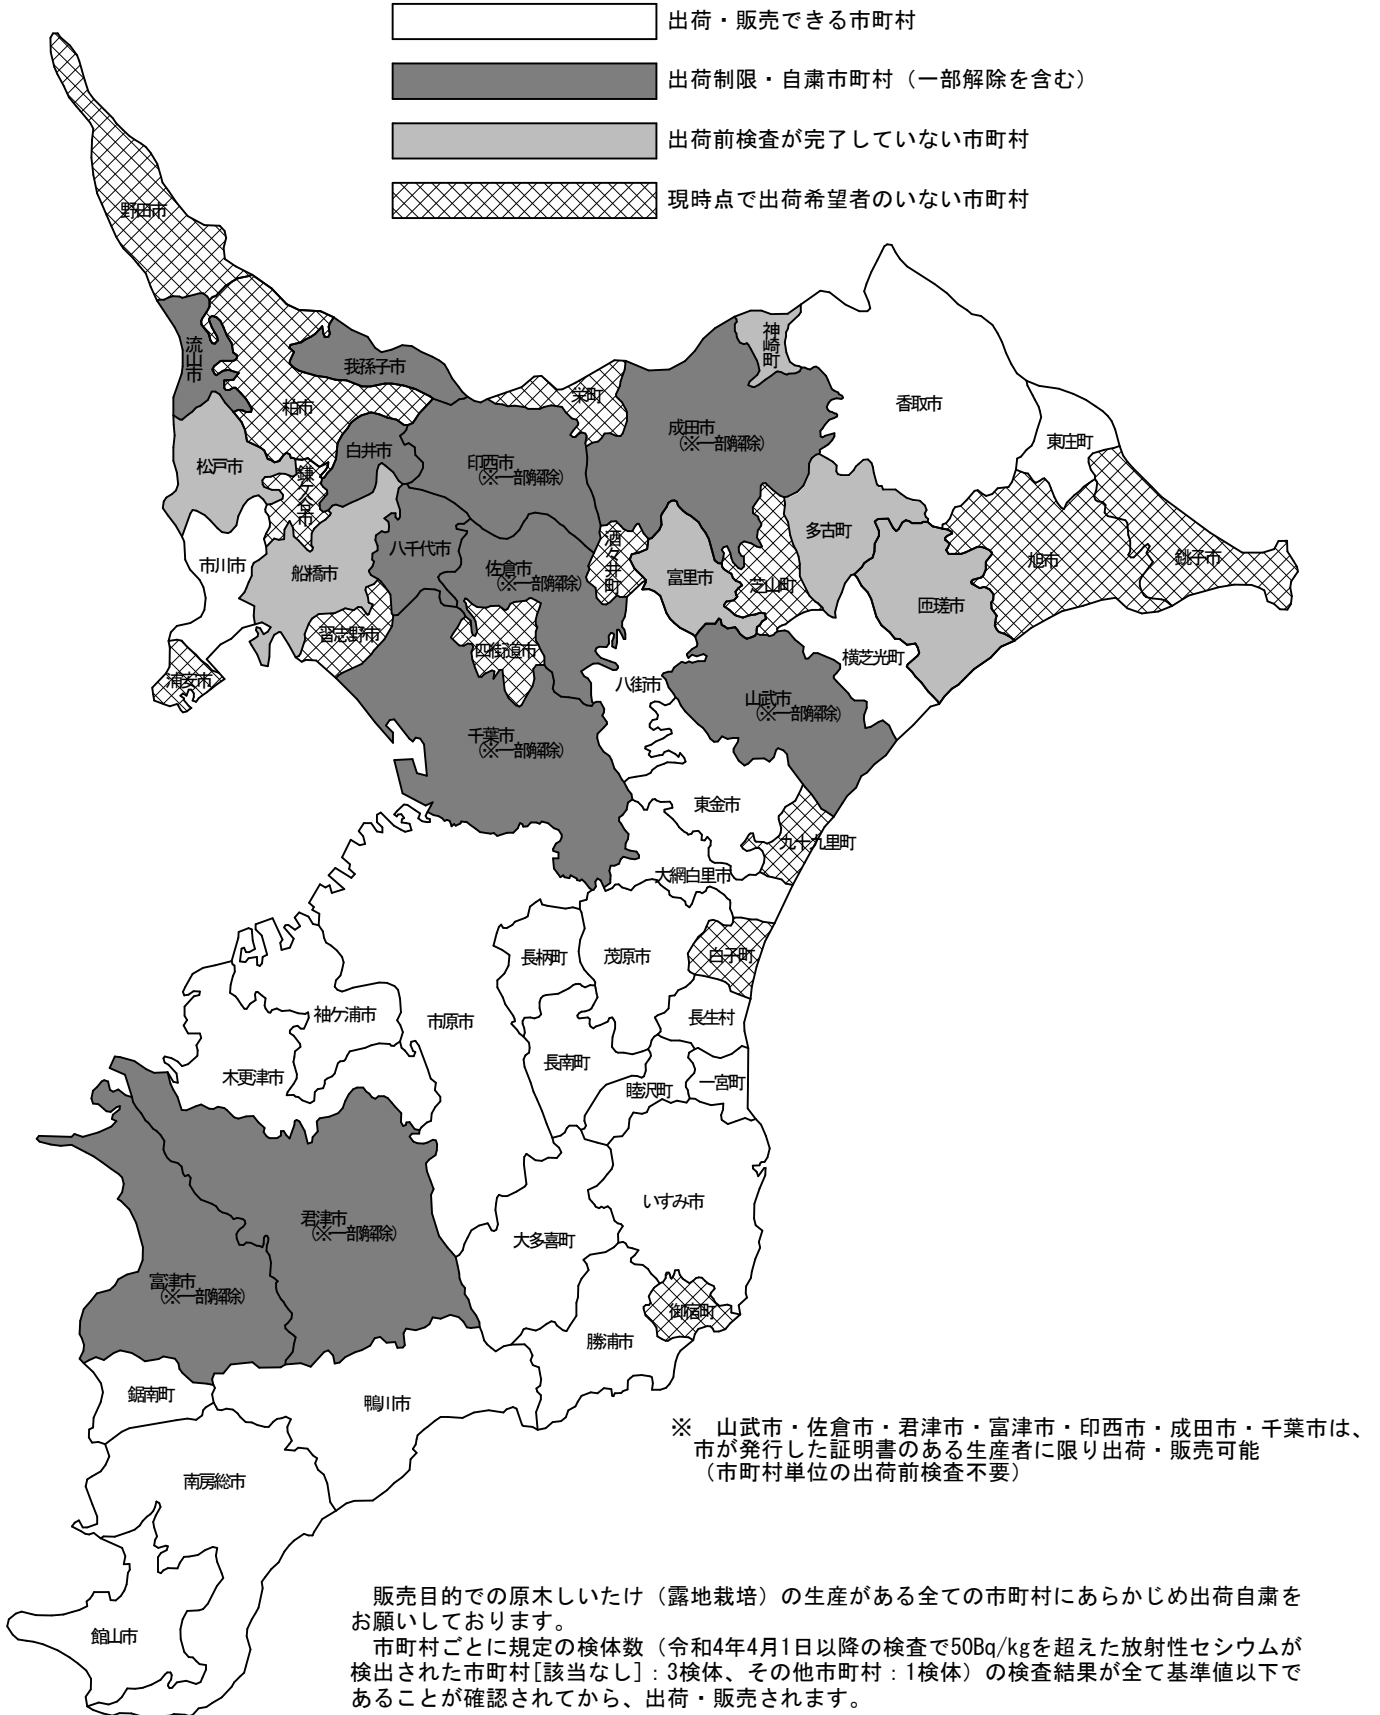 出荷・販売できる市町村
出荷制限・自粛市町村（一部解除を含む）
出荷前検査が完了していない市町村
現時点で出荷希望者のいない市町村
野田市
流山市
我孫子市
柏市
栄町
神崎町
香取市
成田市
（※一部解除）
東庄町
松戸市
鎌ケ谷市
白井市
印西市
（※一部解除）
多古町
市川市
船橋市
八千代市
佐倉市
（※一部解除）
酒々井町
富里市
芝山町
匝瑳市
旭市
銚子市
習志野市
四街道市
浦安市
八街市
横芝光町
山武市
（※一部解除）
千葉市
（※一部解除）
東金市
九十九里町
大網白里市
長柄町
茂原市
白子町
袖ケ浦市
市原市
長生村
木更津市
長南町
睦沢町
一宮町
君津市
（※一部解除）
いすみ市
大多喜町
富津市
（※一部解除）
御宿町
勝浦市
鋸南町
鴨川市
南房総市
館山市
※　山武市・佐倉市・君津市・富津市・印西市・成田市・千葉市は、
市が発行した証明書のある生産者に限り出荷・販売可能
（市町村単位の出荷前検査不要）
販売目的での原木しいたけ（露地栽培）の生産がある全ての市町村にあらかじめ出荷自粛を
お願いしております。
市町村ごとに規定の検体数（令和4年4月1日以降の検査で50Bq/kgを超えた放射性セシウムが
検出された市町村[該当なし]：3検体、その他市町村：1検体）の検査結果が全て基準値以下で
あることが確認されてから、出荷・販売されます。